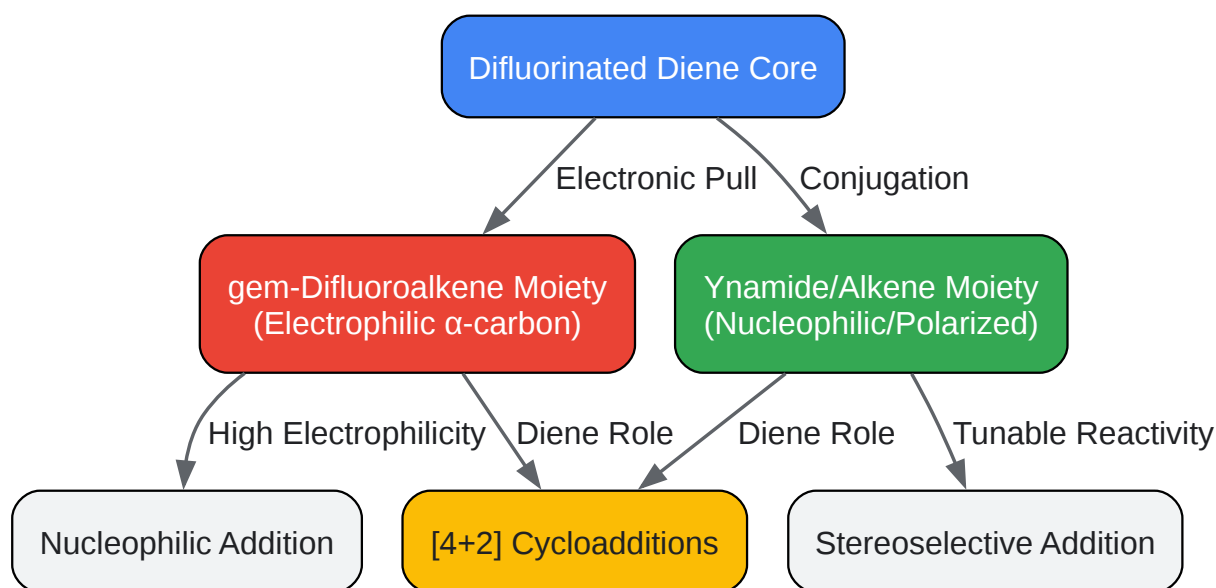 Difluorinated Diene Core
Electronic Pull
Conjugation
gem-Difluoroalkene Moiety
(Electrophilic α-carbon)
Ynamide/Alkene Moiety
(Nucleophilic/Polarized)
High Electrophilicity
Diene Role
Diene Role
Tunable Reactivity
Nucleophilic Addition
[4+2] Cycloadditions
Stereoselective Addition